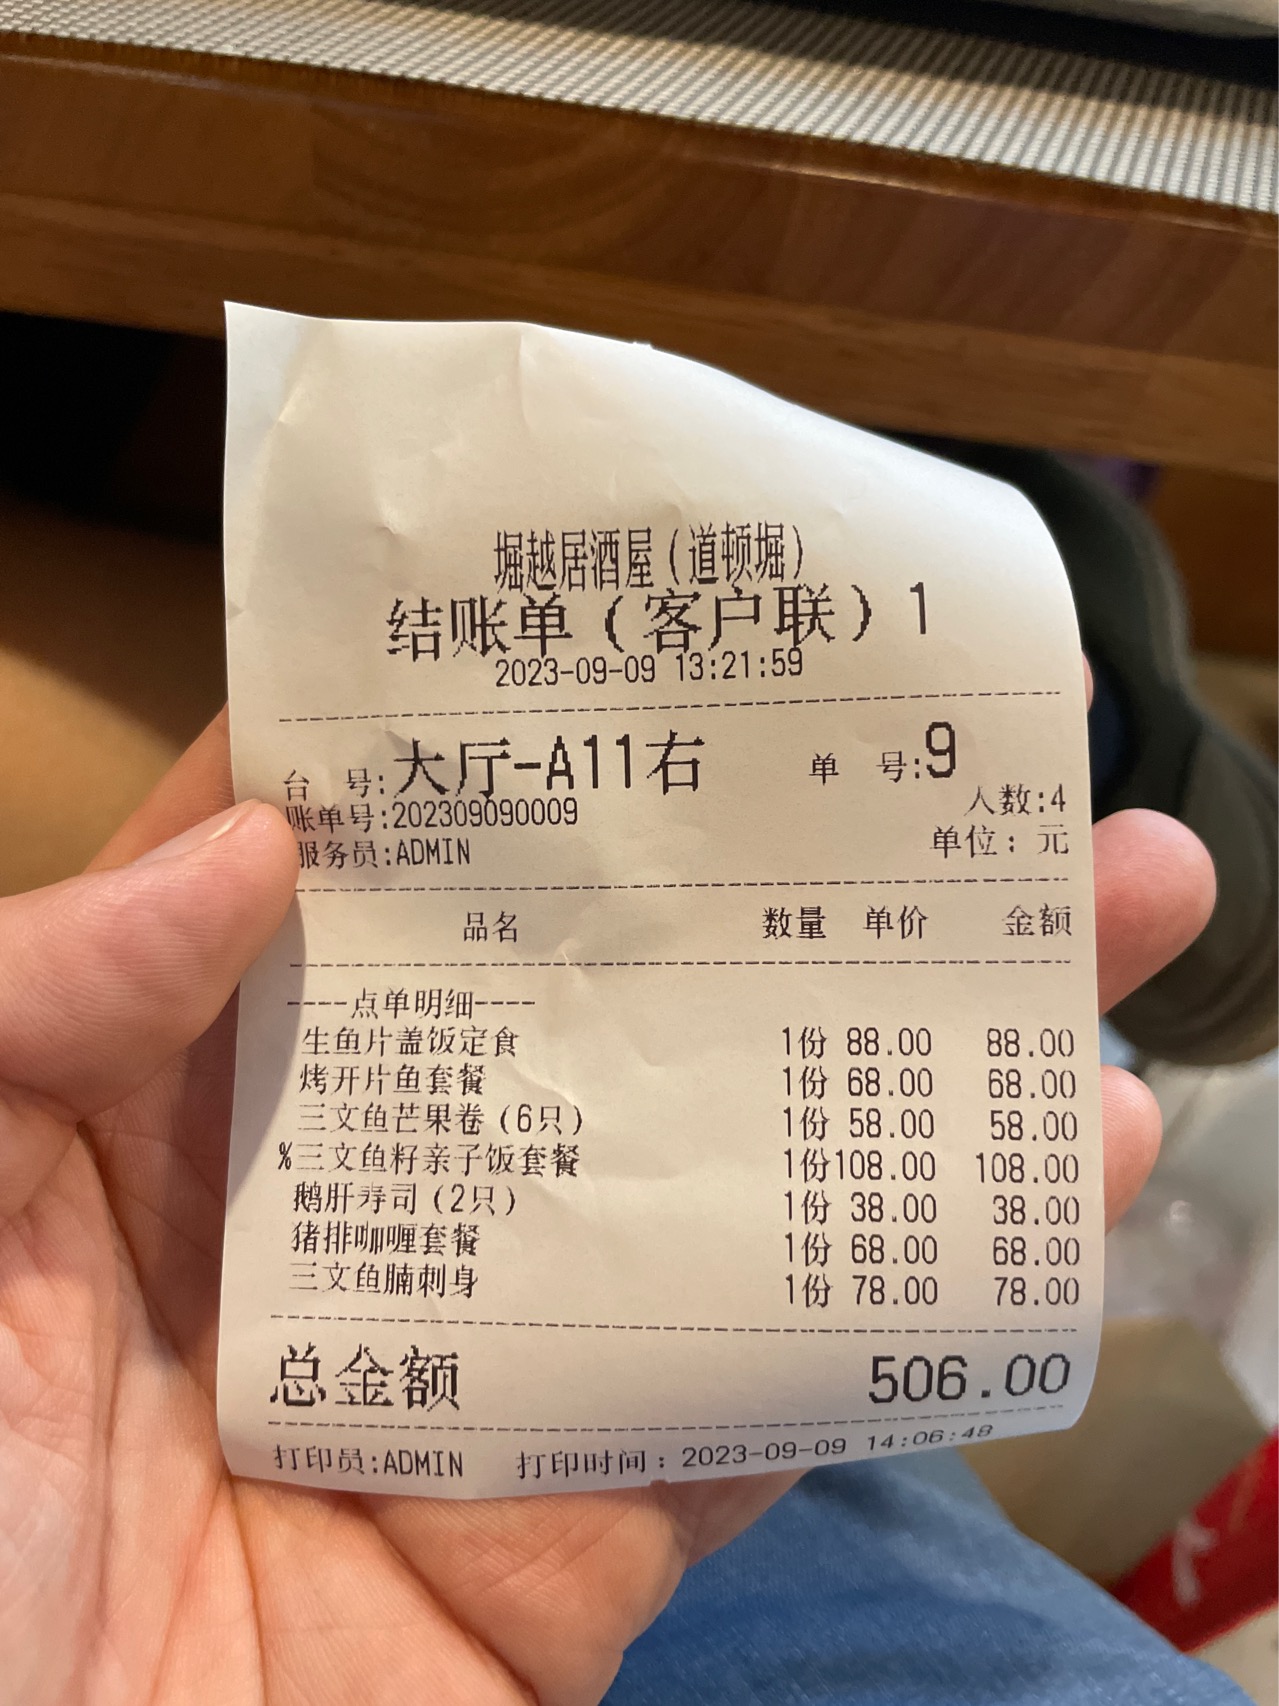 堀越居酒屋(道顿堀)
结账单(客户联)1
2023-09-09 13:21:59
台 号:大厅-A11右 单 号:9
账单号:202309090009 人数:4
服务员:ADMIN 单位: 元
品名 数量 单价 金额
----点单明细----
生鱼片盖饭定食 1份 88.00 88.00
烤开片鱼套餐 1份 68.00 68.00
三文鱼芒果卷(6只) 1份 58.00 58.00
%三文鱼籽亲子饭套餐 1份108.00 108.00
鹅肝寿司(2只) 1份 38.00 38.00
猪排咖喱套餐 1份 68.00 68.00
三文鱼腩刺身 1份 78.00 78.00
总金额 506.00
打印员:ADMIN 打印时间: 2023-09-09 14:06:48